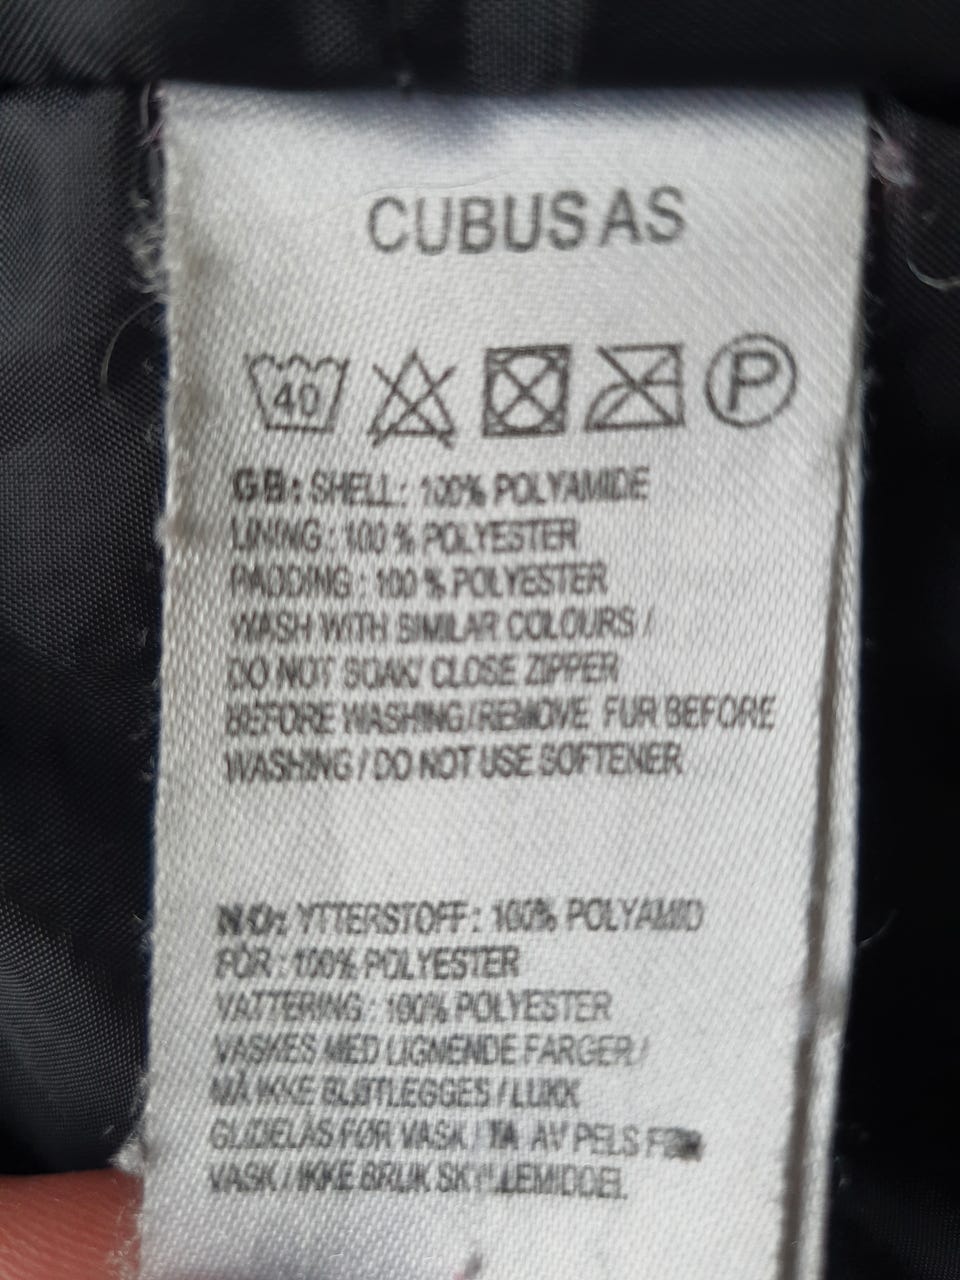 CUBUS AS
40 P
GB: SHELL: 100% POLYAMIDE
LINING: 100% POLYESTER
PADDING: 100% POLYESTER
WASH WITH SIMILAR COLOURS /
DO NOT SOAK/ CLOSE ZIPPER
BEFORE WASHING/REMOVE FUR BEFORE
WASHING / DO NOT USE SOFTENER
NO: YTTERSTOFF: 100% POLYAMID
FÔR: 100% POLYESTER
VATTERING: 100% POLYESTER
VASKES MED LIGNENDE FARGER/
MÅ IKKE BLØTLEGGES / LUKK
GLIDELÅS FØR VASK / TA AV PELS FØR
VASK / IKKE BRUK SKYLLEMIDDEL